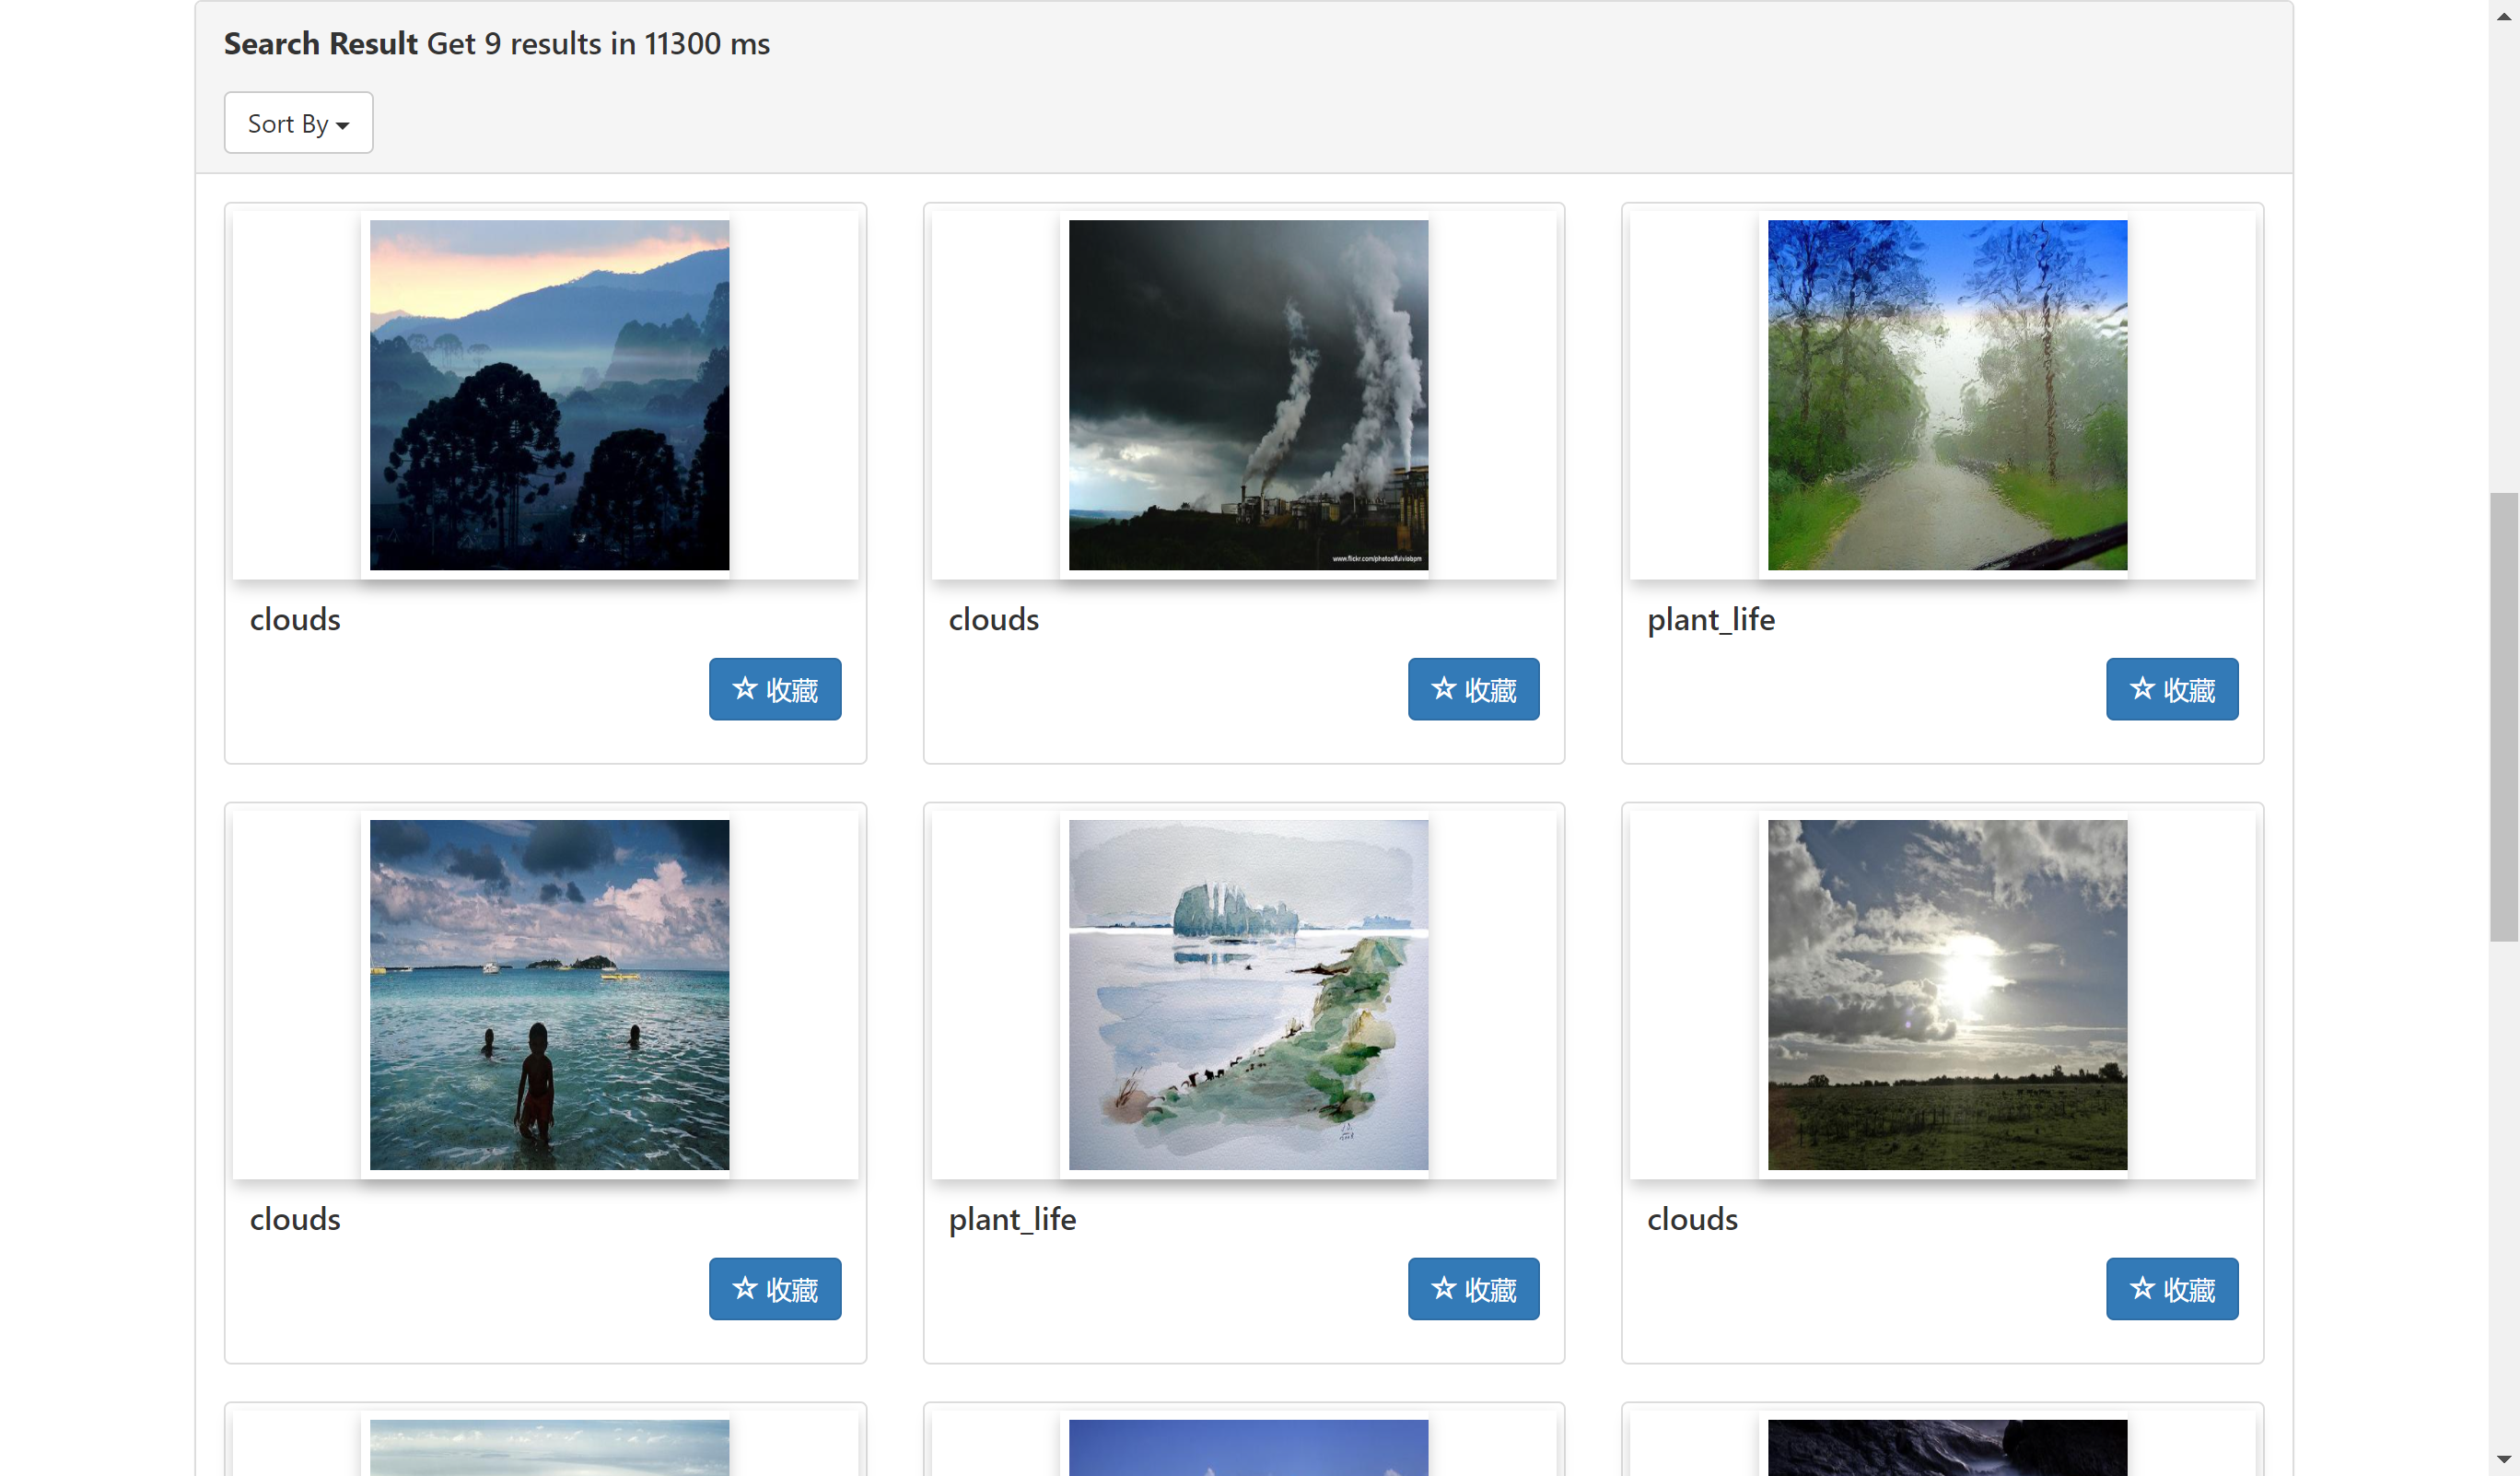 Search Result Get 9 results in 11300 ms
Sort By
www.flickr.com/photos/fulviobpm
clouds
clouds
plant_life
收藏
收藏
收藏
clouds
plant_life
clouds
收藏
收藏
收藏